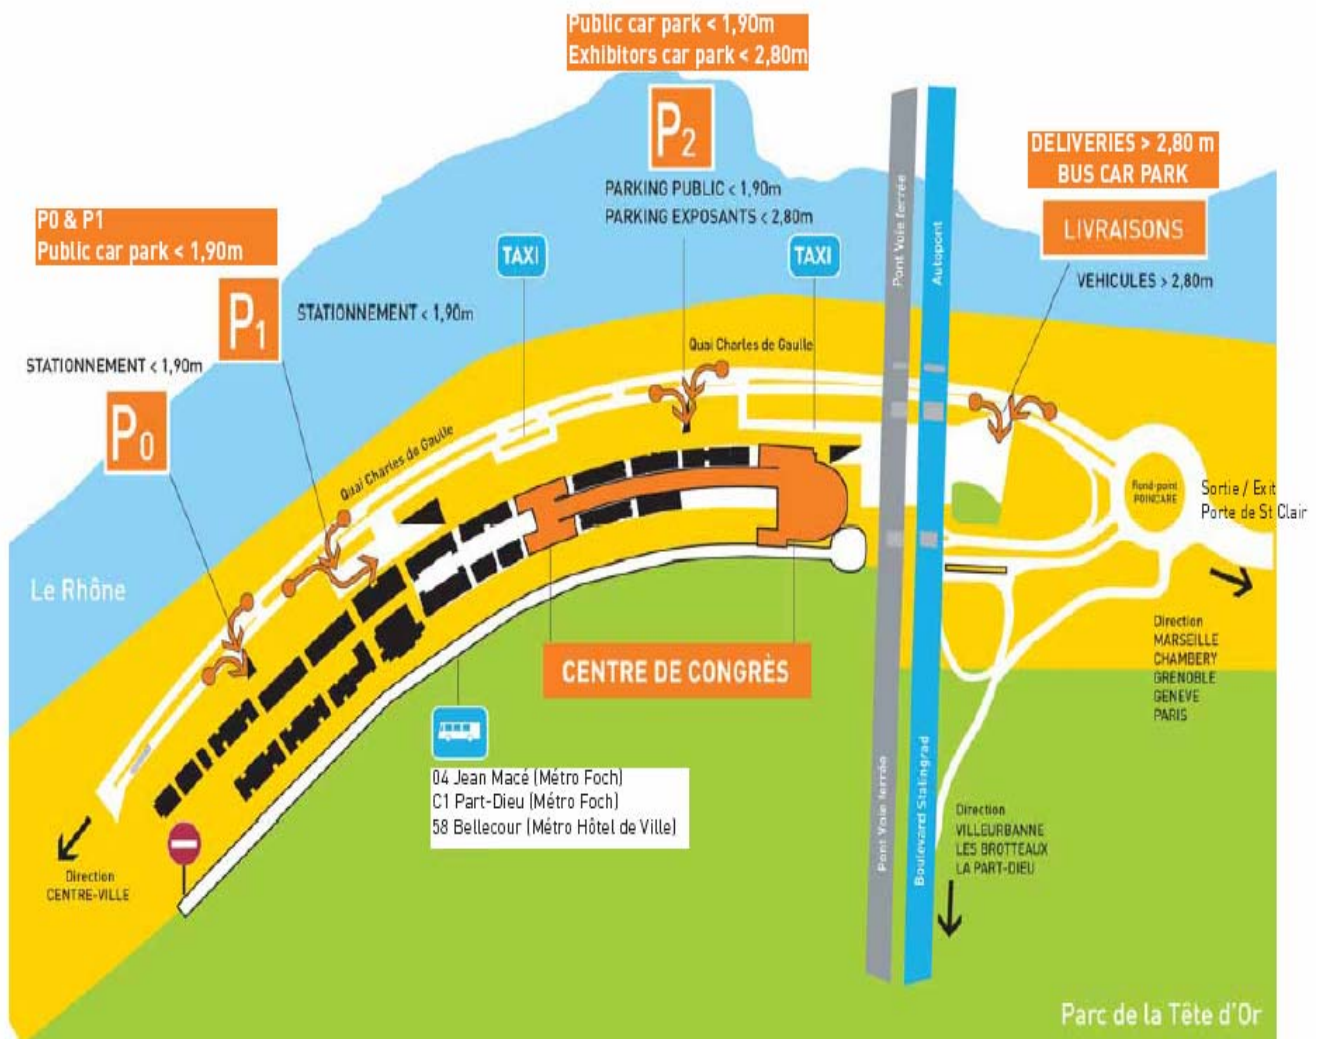 Public car park < 1,90m
Exhibitors car park < 2,80m
P2
PARKING PUBLIC < 1,90m
PARKING EXPOSANTS < 2,80m
DELIVERIES > 2,80 m
BUS CAR PARK
LIVRAISONS
VEHICULES > 2,80m
P0 & P1
Public car park < 1,90m
P1
STATIONNEMENT < 1,90m
STATIONNEMENT < 1,90m
P0
TAXI
TAXI
Pont Voie ferrée
Autopont
Quai Charles de Gaulle
Quai Charles de Gaulle
Rond-point
POINCARE
Sortie / Exit
Porte de St Clair
Le Rhône
CENTRE DE CONGRÈS
Direction
MARSEILLE
CHAMBERY
GRENOBLE
GENEVE
PARIS
04 Jean Macé (Métro Foch)
C1 Part-Dieu (Métro Foch)
58 Bellecour (Métro Hôtel de Ville)
Pont Voie ferrée
Boulevard Stalingrad
Direction
VILLEURBANNE
LES BROTTEAUX
LA PART-DIEU
Direction
CENTRE-VILLE
Parc de la Tête d'Or